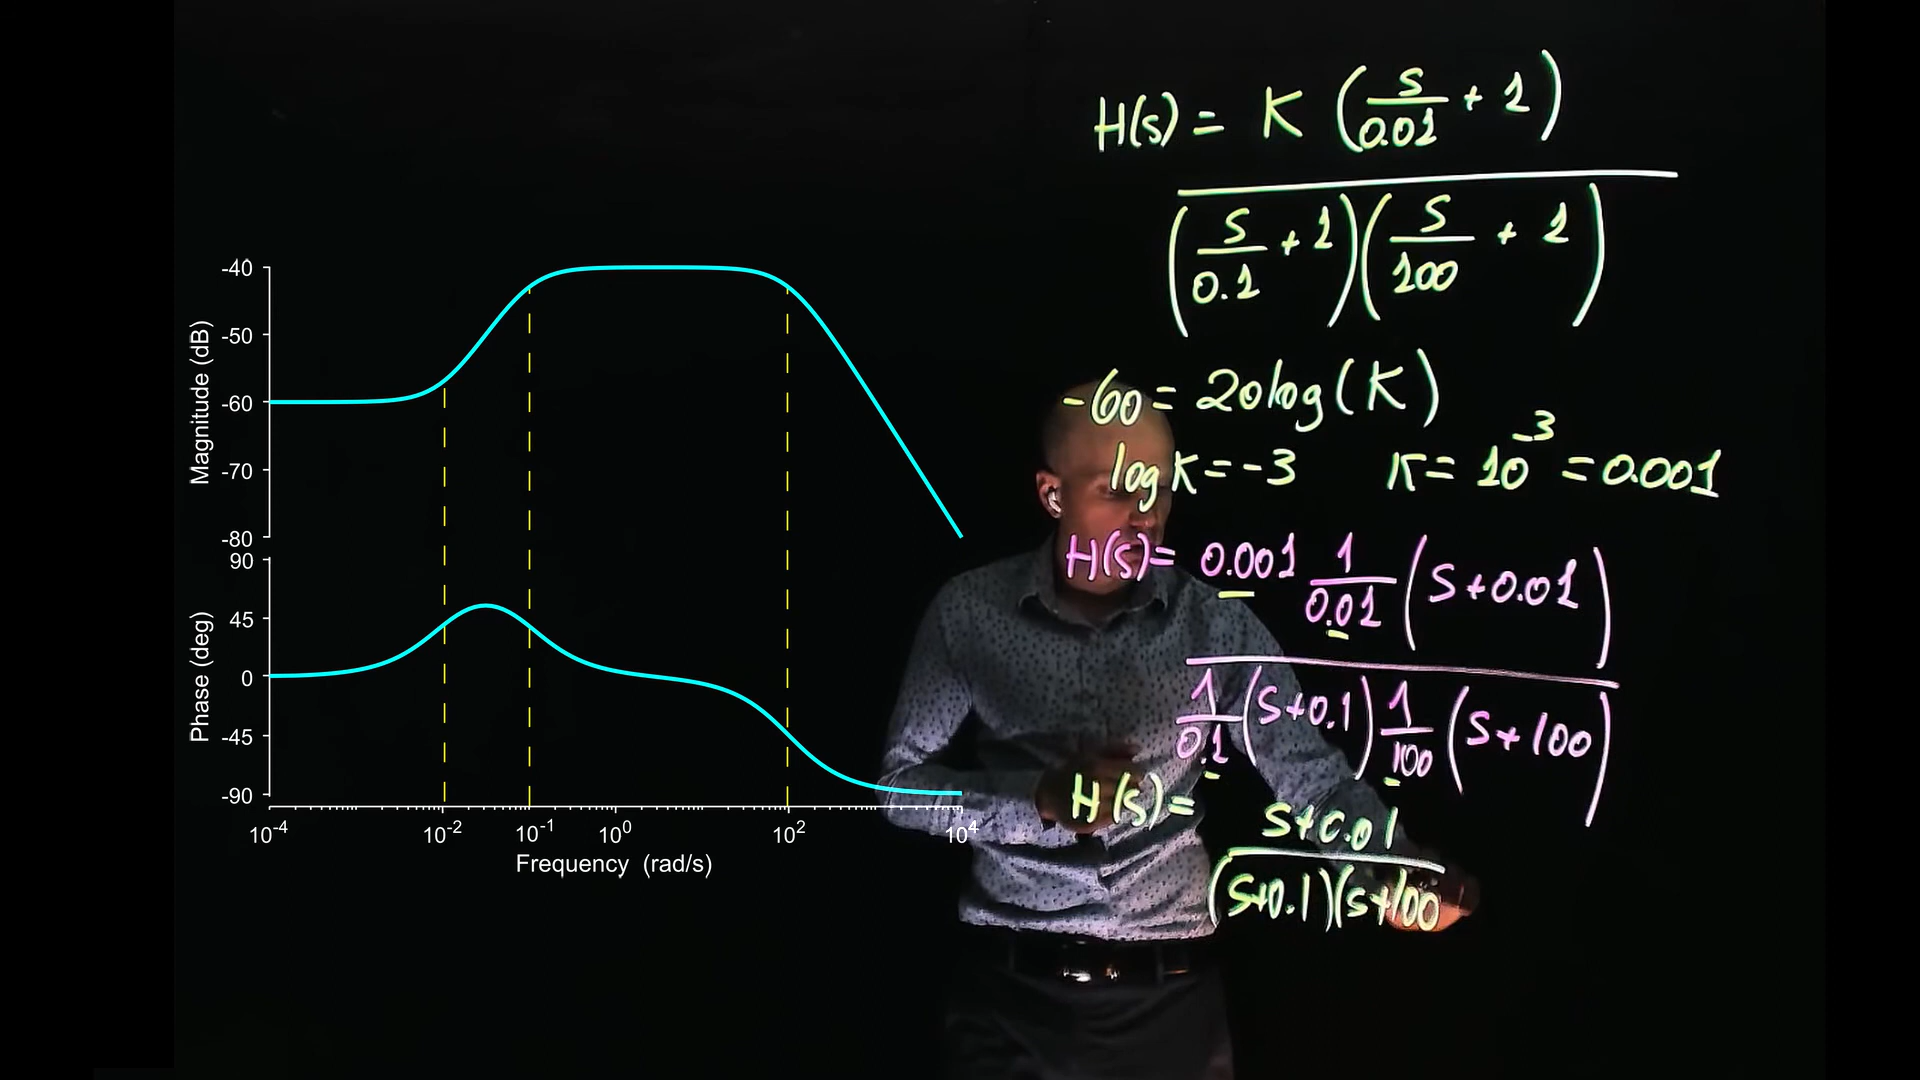 H(s) = K (s/0.01 + 1)
(s/0.1 + 1)(s/100 + 1)
-60 = 20log(K)
log K = -3 K = 10^-3 = 0.001
H(s) = 0.001 1/0.01 (s+0.01)
1/0.1 (s+0.1) 1/100 (s+100)
H(s) = s+0.01
(s+0.1)(s+100
Magnitude (dB)
-40
-50
-60
-70
-80
Phase (deg)
90
45
0
-45
-90
10^-4 10^-2 10^-1 10^0 10^2 10^4
Frequency (rad/s)